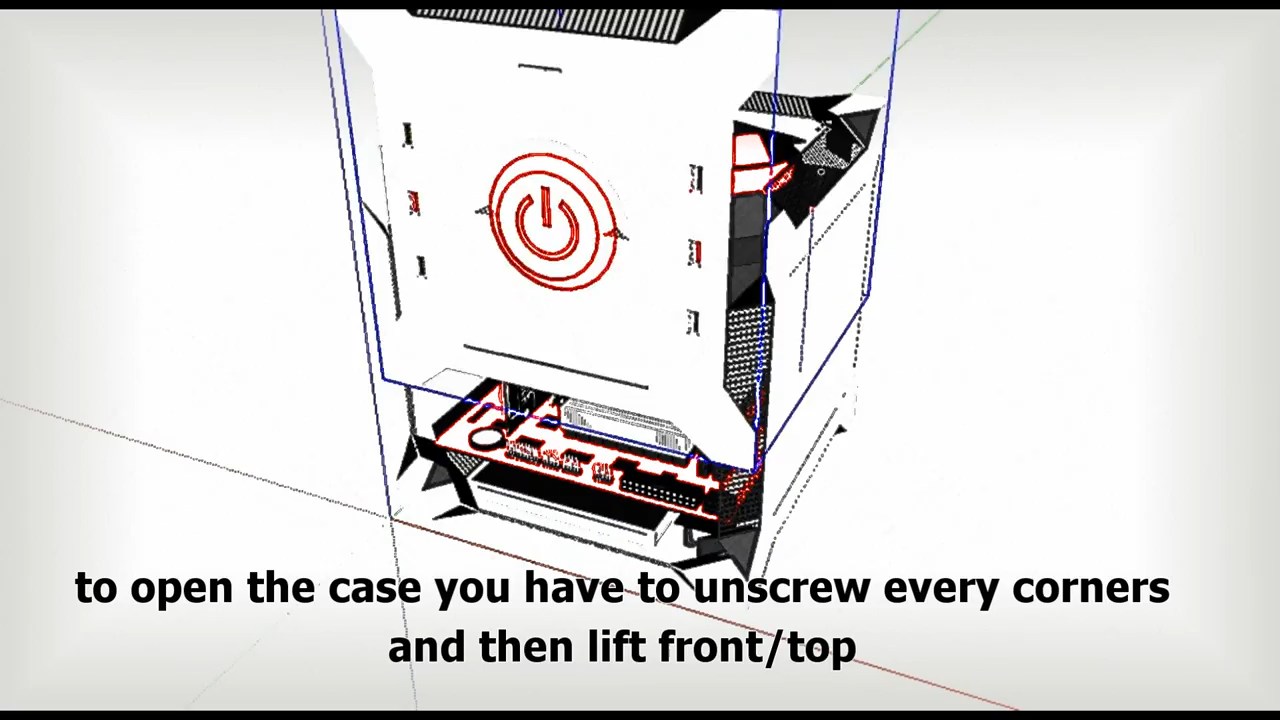 to open the case you have to unscrew every corners
and then lift front/top